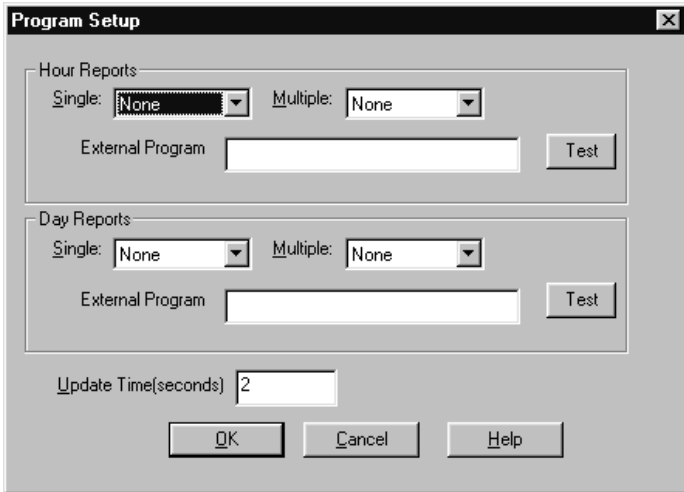 Program Setup
Hour Reports
Single: None Multiple: None
External Program Test
Day Reports
Single: None Multiple: None
External Program Test
Update Time(seconds) 2
OK Cancel Help